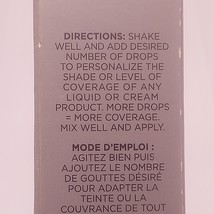 DIRECTIONS: SHAKE
WELL AND ADD DESIRED
NUMBER OF DROPS
TO PERSONALIZE THE
SHADE OR LEVEL OF
COVERAGE OF ANY
LIQUID OR CREAM
PRODUCT. MORE DROPS
= MORE COVERAGE.
MIX WELL AND APPLY.
MODE D'EMPLOI :
AGITEZ BIEN PUIS
AJOUTEZ LE NOMBRE
DE GOUTTES DÉSIRÉ
POUR ADAPTER LA
TEINTE OU LA
COUVRANCE DE TOUT